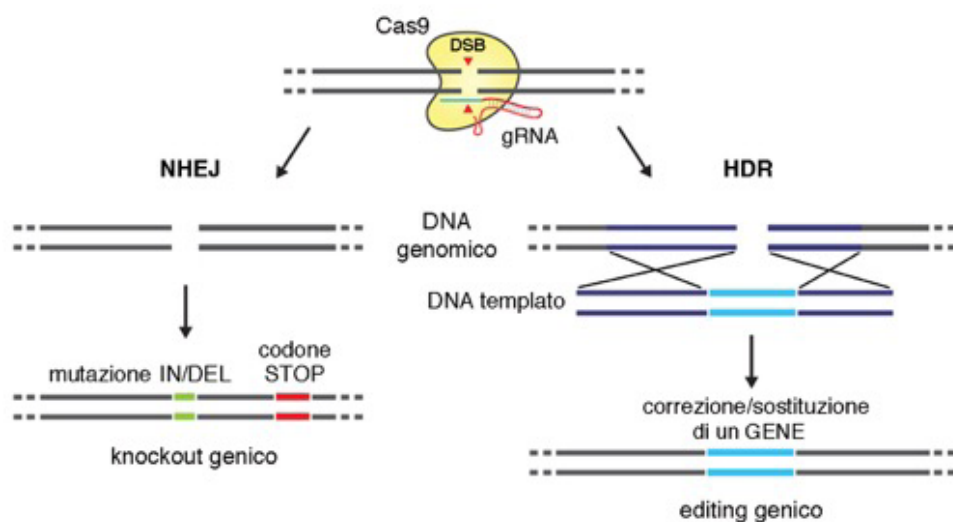 Cas9
DSB
gRNA
NHEJ
HDR
DNA
genomico
DNA templato
mutazione IN/DEL
codone
STOP
knockout genico
correzione/sostituzione
di un GENE
editing genico